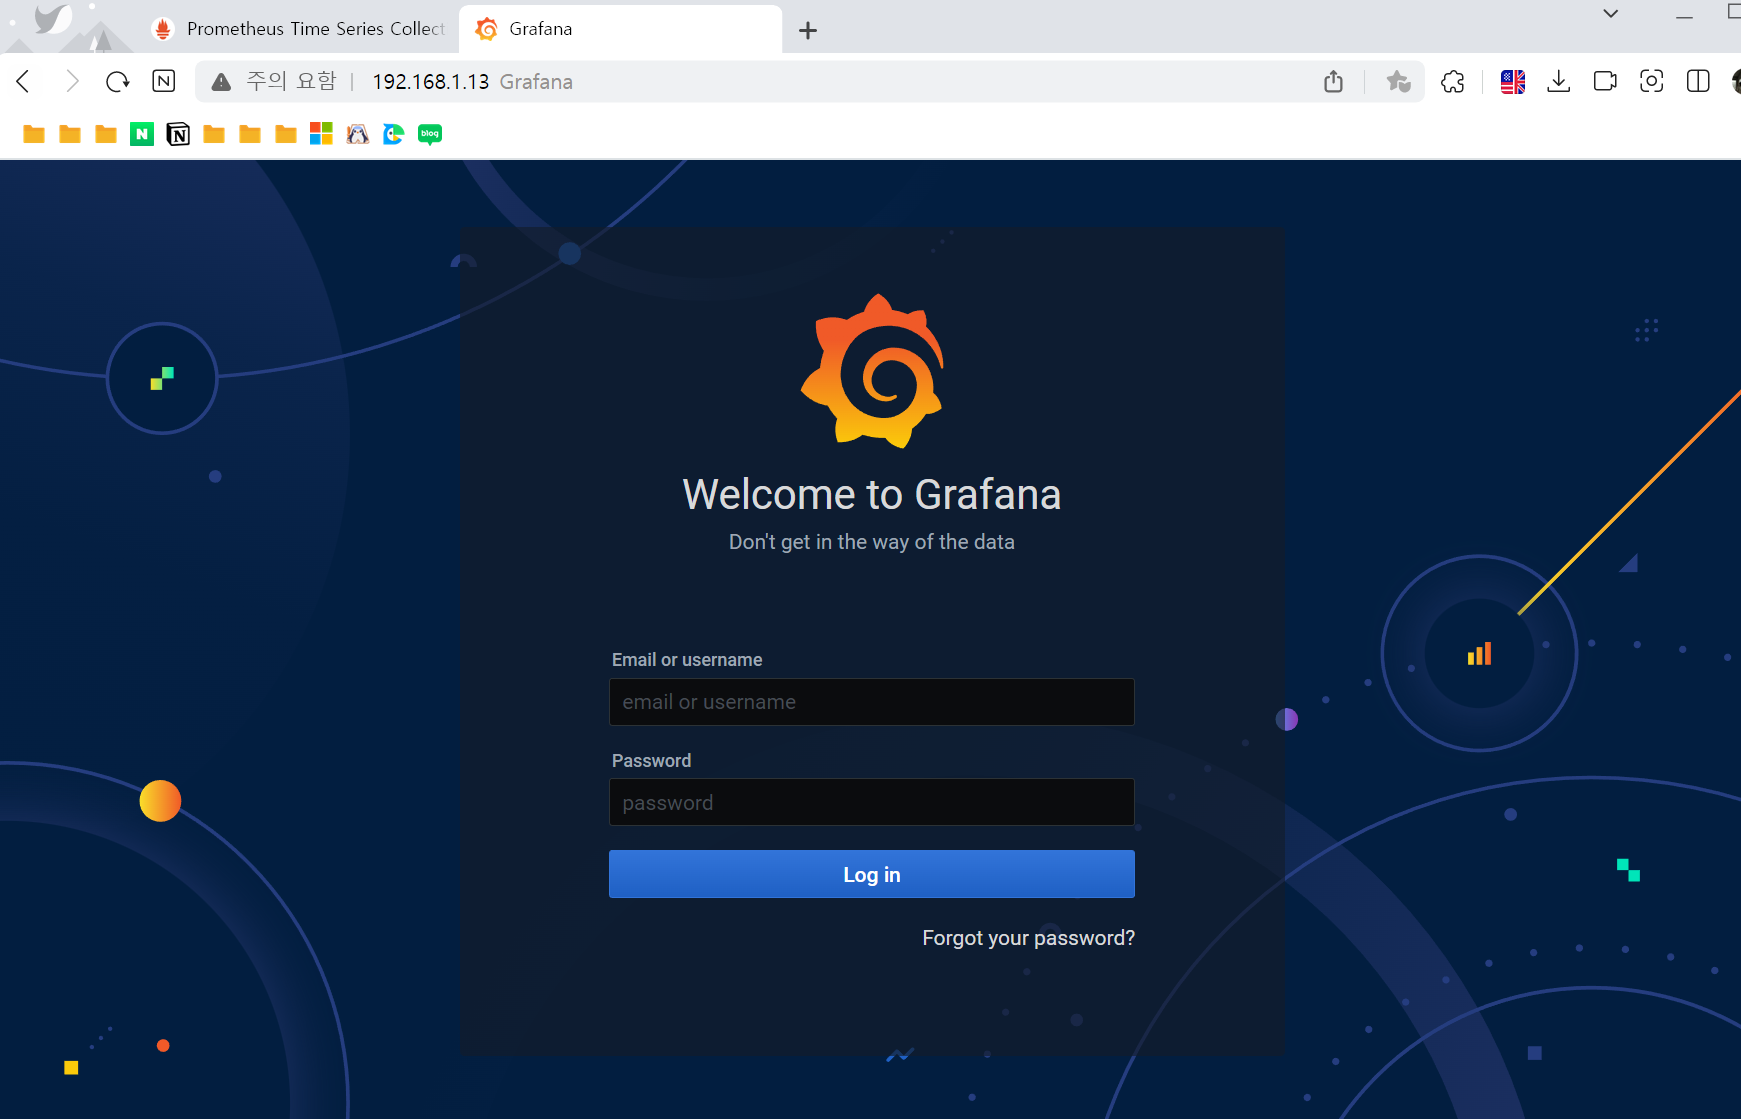 Prometheus Time Series Collect
Grafana
N
주의 요함 | 192.168.1.13 Grafana
N N blog
Welcome to Grafana
Don't get in the way of the data
Email or username
email or username
Password
password
Log in
Forgot your password?